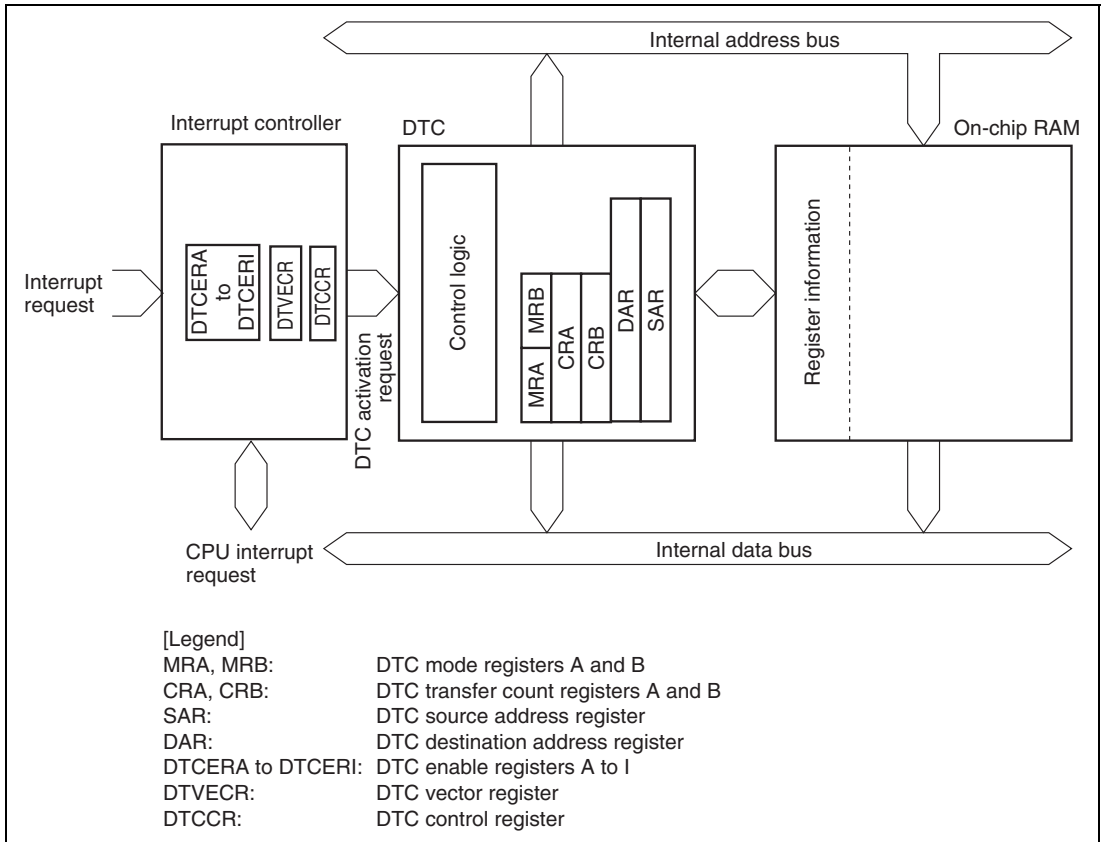 Internal address bus
Interrupt controller
DTC
On-chip RAM
Interrupt
request
DTCERA
to
DTCERI
DTVECR
DTCCR
DTC activation
request
Control logic
MRA
MRB
CRA
CRB
DAR
SAR
Register information
CPU interrupt
request
Internal data bus
[Legend]
MRA, MRB: DTC mode registers A and B
CRA, CRB: DTC transfer count registers A and B
SAR: DTC source address register
DAR: DTC destination address register
DTCERA to DTCERI: DTC enable registers A to I
DTVECR: DTC vector register
DTCCR: DTC control register